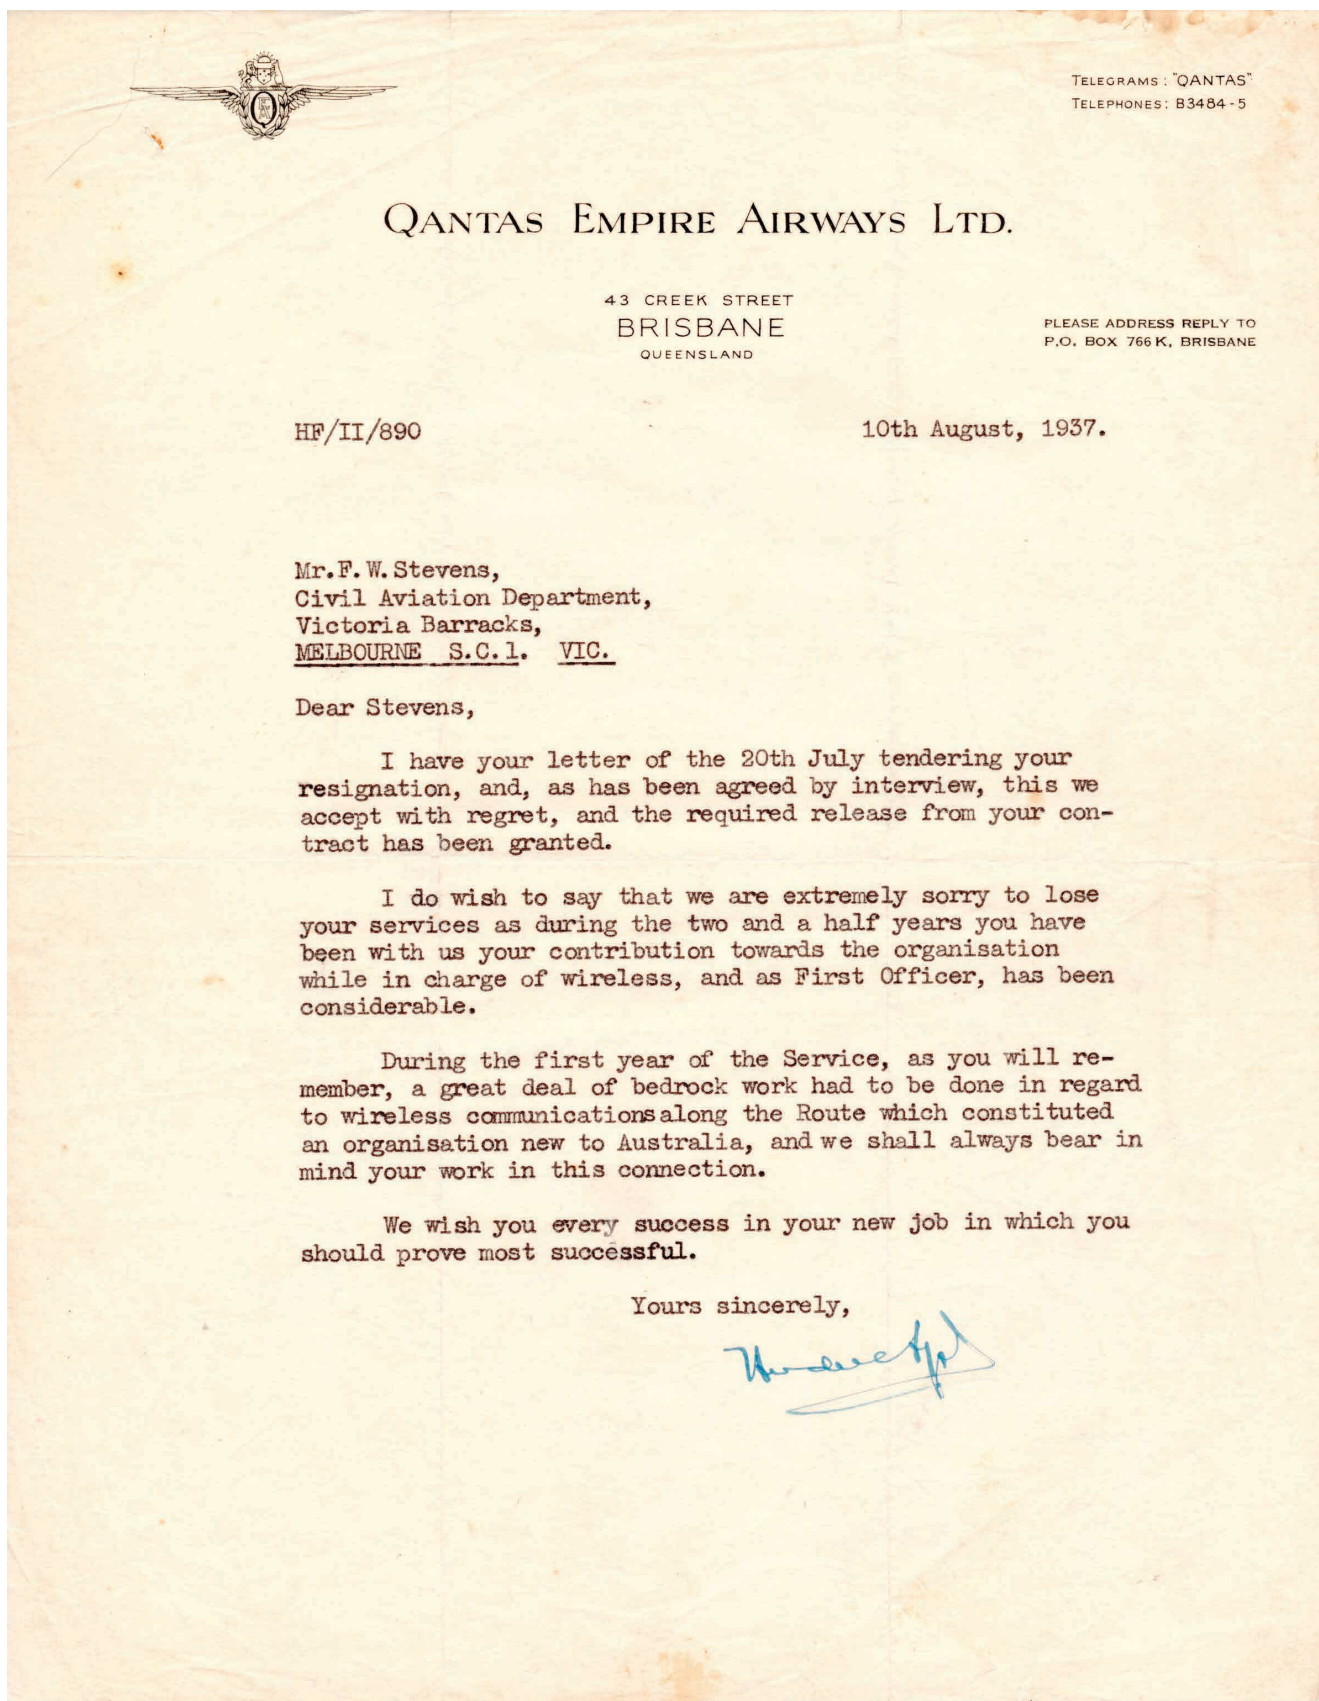 TELEGRAMS: "QANTAS"
TELEPHONES: B3484-5
QANTAS EMPIRE AIRWAYS LTD.
43 CREEK STREET
BRISBANE
QUEENSLAND
PLEASE ADDRESS REPLY TO
P.O. BOX 766K, BRISBANE
HF/II/890
10th August, 1937.
Mr.F.W.Stevens,
Civil Aviation Department,
Victoria Barracks,
MELBOURNE S.C.1. VIC.
Dear Stevens,
I have your letter of the 20th July tendering your
resignation, and, as has been agreed by interview, this we
accept with regret, and the required release from your con-
tract has been granted.
I do wish to say that we are extremely sorry to lose
your services as during the two and a half years you have
been with us your contribution towards the organisation
while in charge of wireless, and as First Officer, has been
considerable.
During the first year of the Service, as you will re-
member, a great deal of bedrock work had to be done in regard
to wireless communications along the Route which constituted
an organisation new to Australia, and we shall always bear in
mind your work in this connection.
We wish you every success in your new job in which you
should prove most successful.
Yours sincerely,